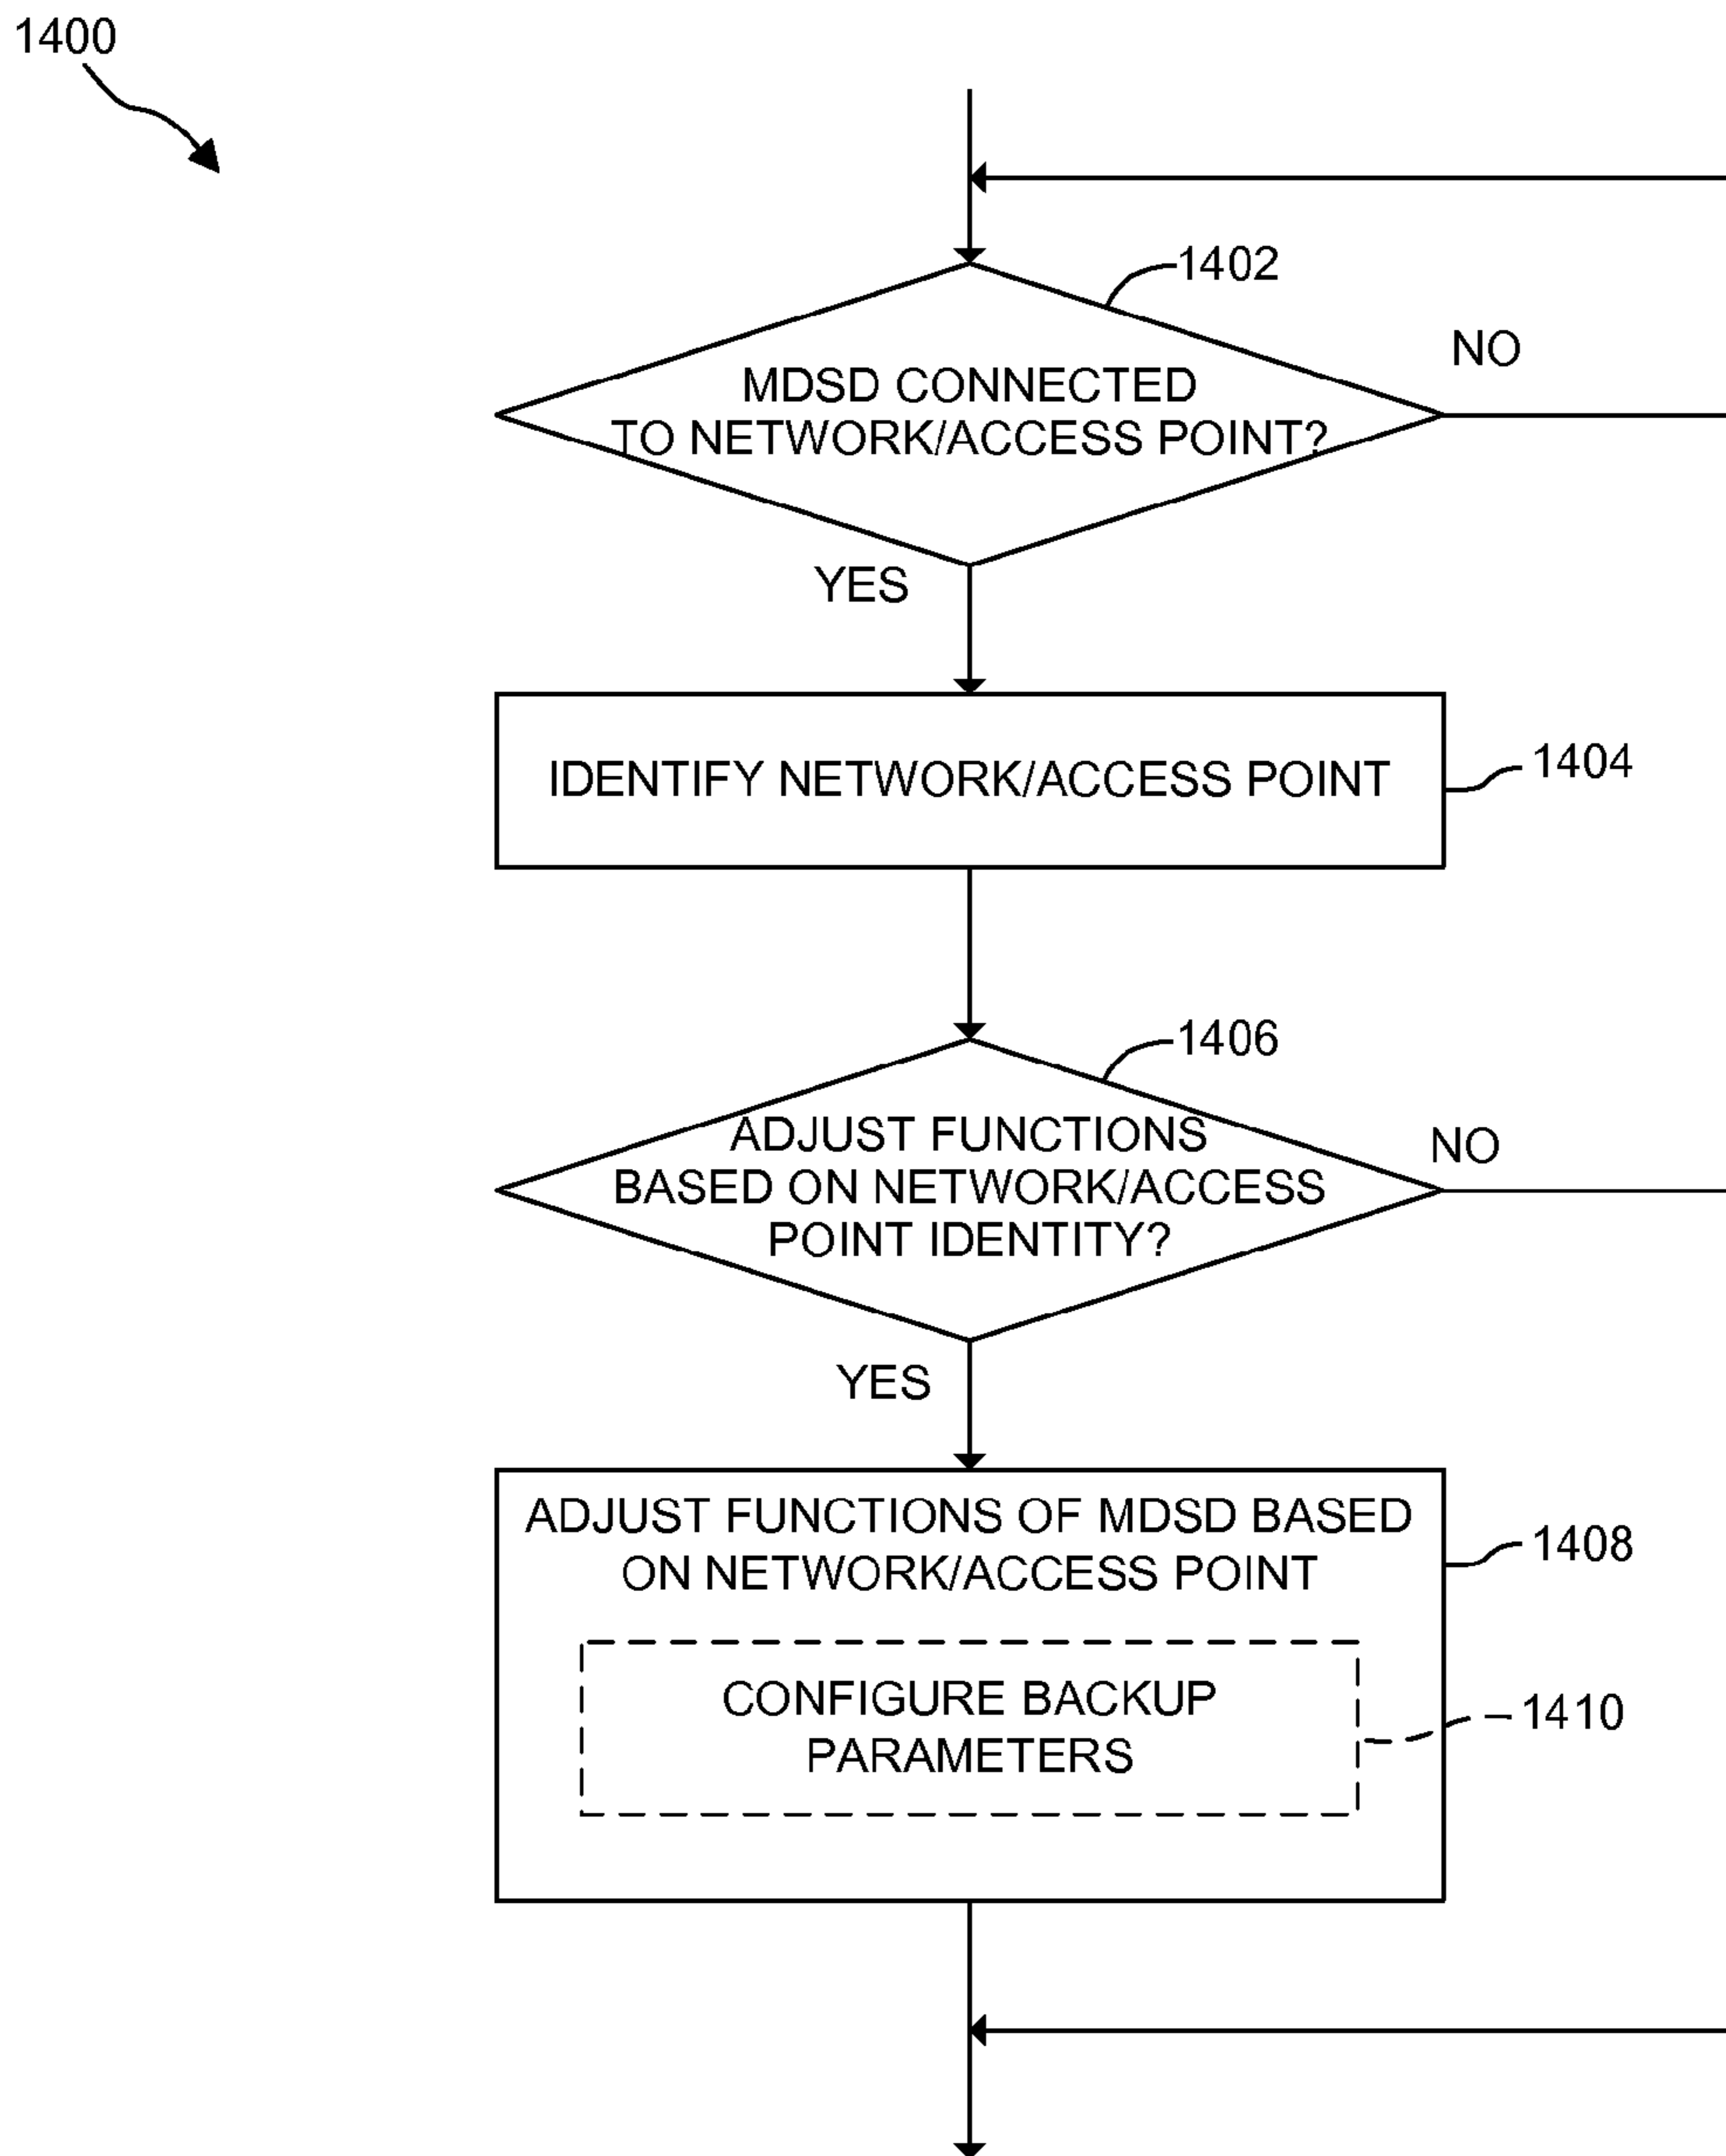 1400
1402
MDSD CONNECTED
TO NETWORK/ACCESS POINT?
NO
YES
IDENTIFY NETWORK/ACCESS POINT
1404
1406
ADJUST FUNCTIONS
BASED ON NETWORK/ACCESS
POINT IDENTITY?
NO
YES
ADJUST FUNCTIONS OF MDSD BASED
ON NETWORK/ACCESS POINT
1408
CONFIGURE BACKUP
PARAMETERS
1410